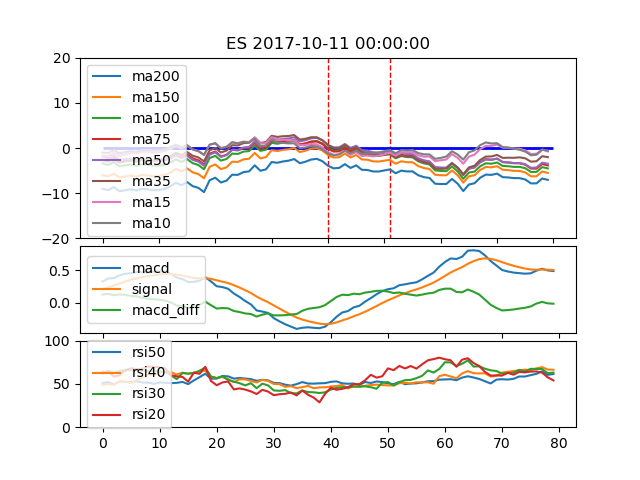 ES 2017-10-11 00:00:00
20
10
0
−10
−20
ma200
ma150
ma100
ma75
ma50
ma35
ma15
ma10
0.5
0.0
macd
signal
macd_diff
100
50
0
rsi50
rsi40
rsi30
rsi20
0 10 20 30 40 50 60 70 80